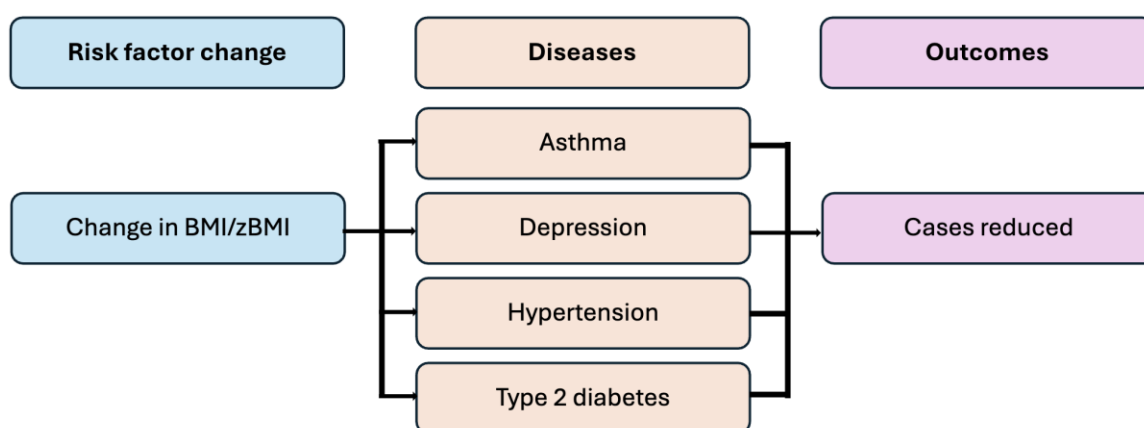 Risk factor change
Diseases
Outcomes
Asthma
Change in BMI/zBMI
Depression
Cases reduced
Hypertension
Type 2 diabetes